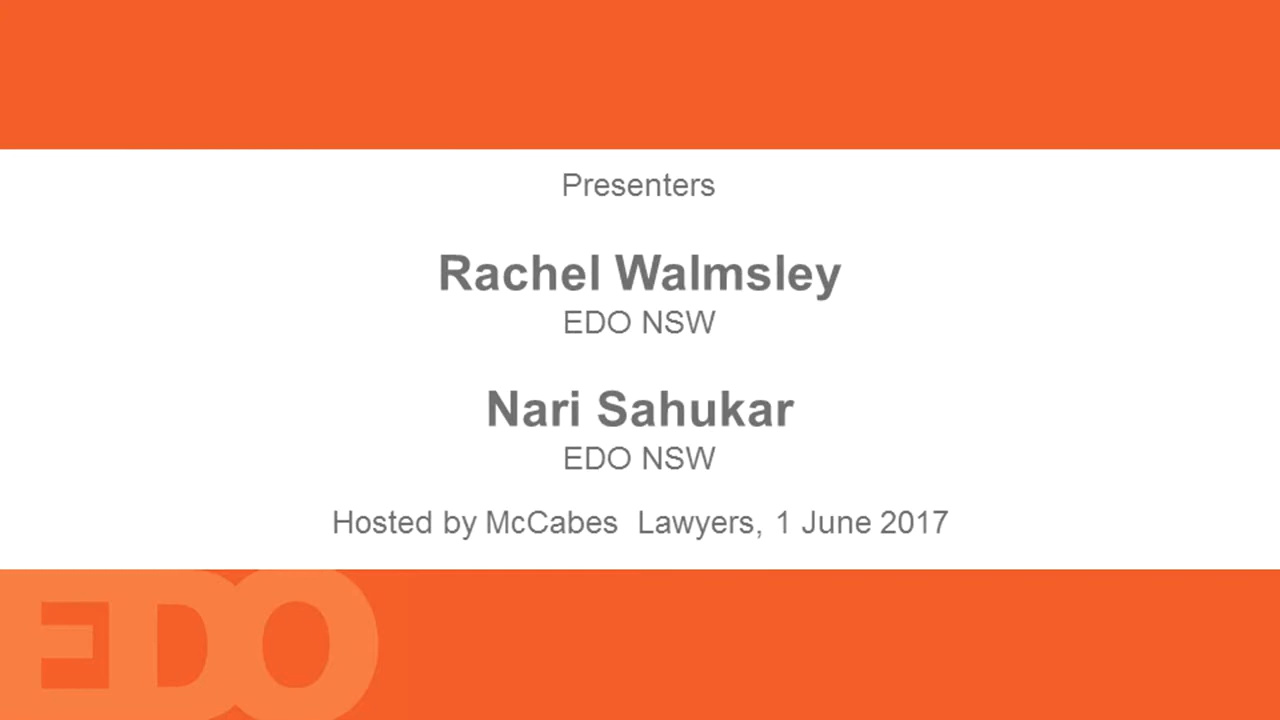 Presenters
Rachel Walmsley
EDO NSW
Nari Sahukar
EDO NSW
Hosted by McCabes  Lawyers, 1 June 2017
EDO